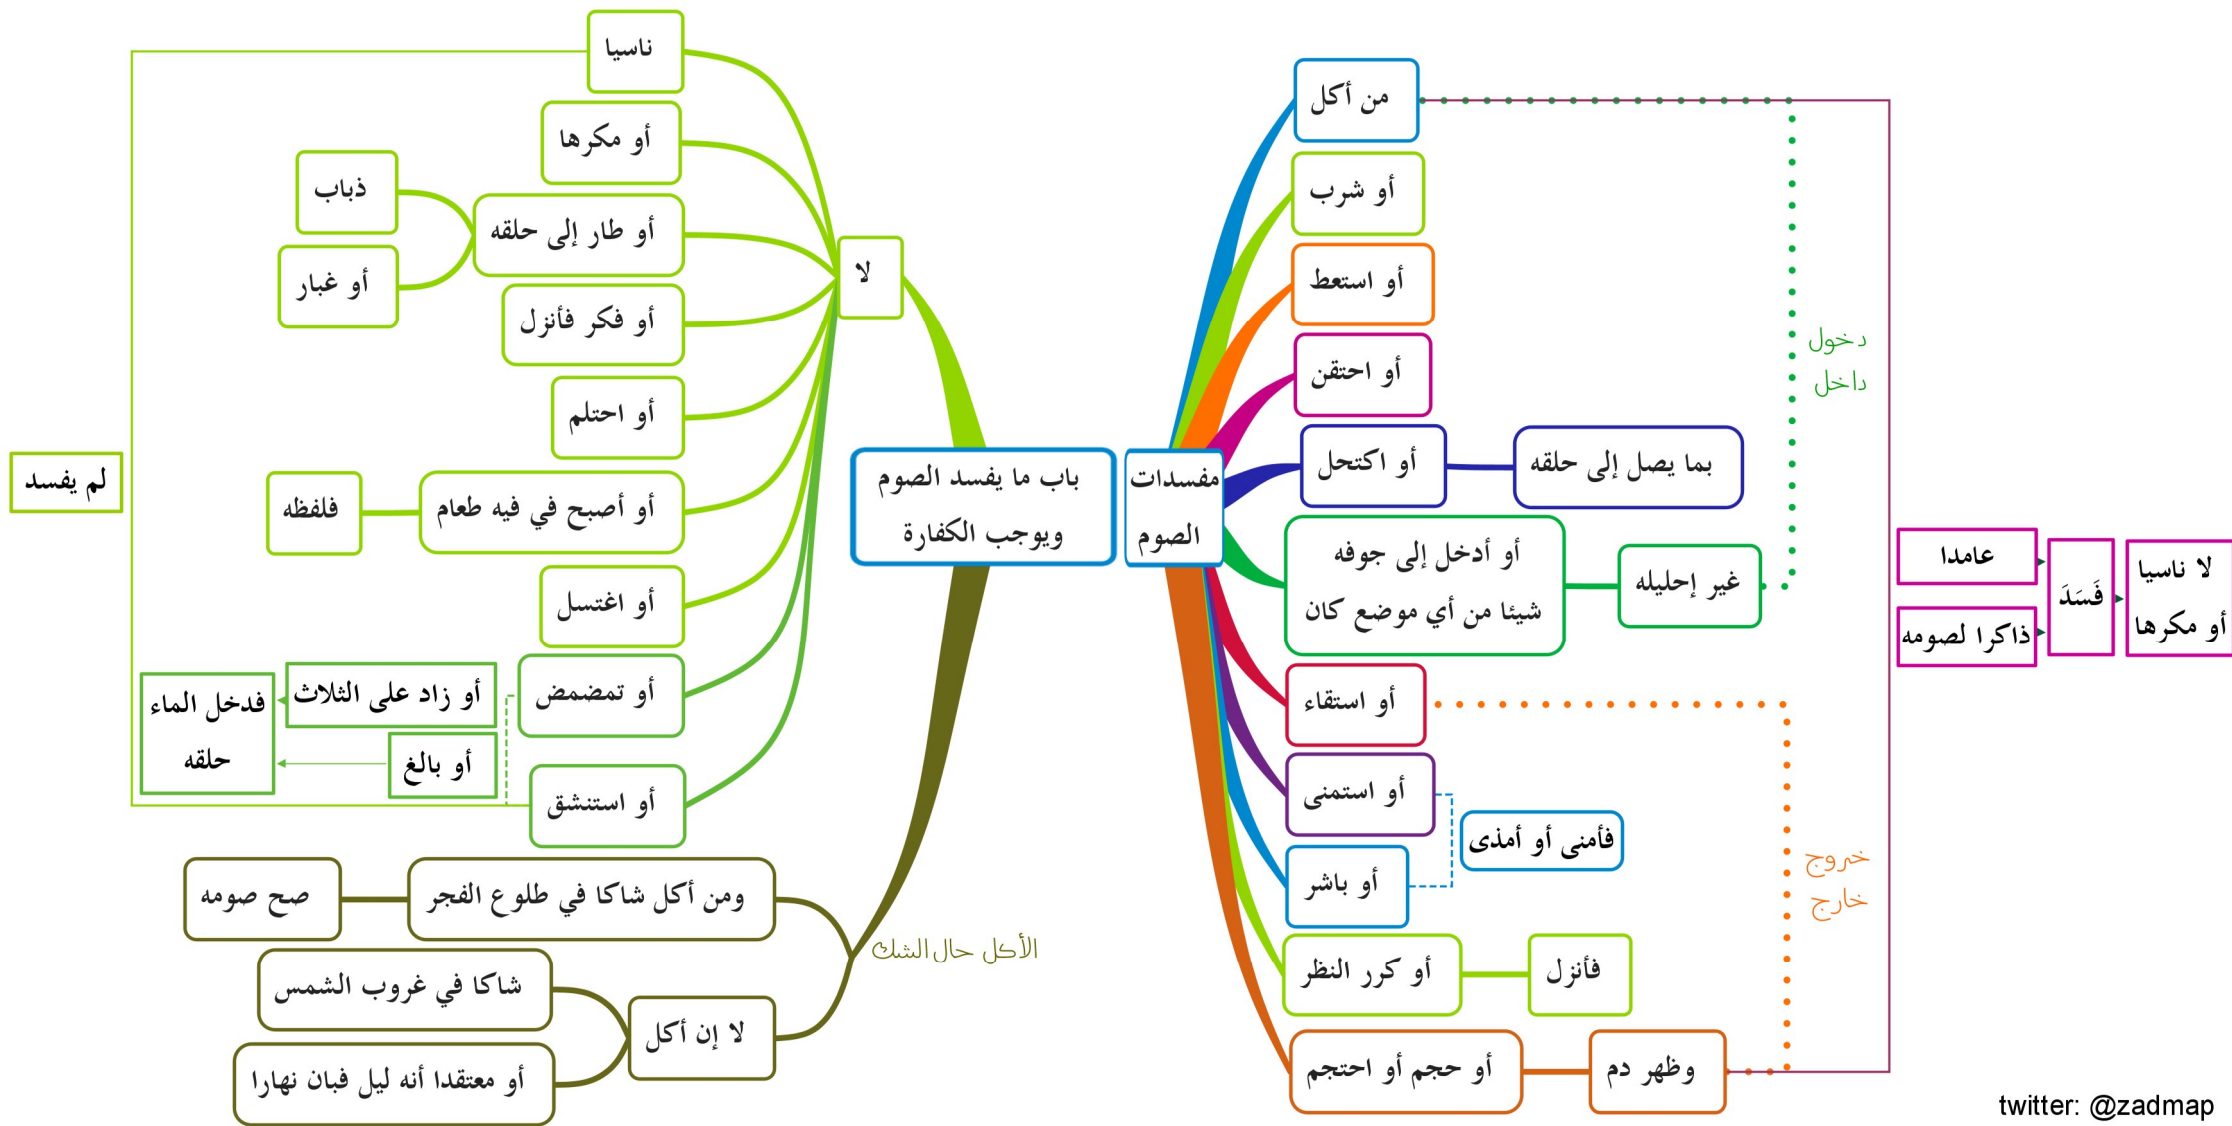 باب ما يفسد الصوم
ويوجب الكفارة
مفسدات
الصوم
من أكل
أو شرب
أو استعط
أو احتقن
أو اكتحل
بما يصل إلى حلقه
أو أدخل إلى جوفه
شيئا من أي موضع كان
غير إحليله
دخول
داخل
أو استقاء
أو استمنى
أو باشر
فأمنى أو أمذى
أو كرر النظر
فأنزل
أو حجم أو احتجم
وظهر دم
خروج
خارج
عامدا
ذاكرا لصومه
فَسَدَ
لا ناسيا
أو مكرها
لا
ناسيا
أو مكرها
أو طار إلى حلقه
ذباب
أو غبار
أو فكر فأنزل
أو احتلم
أو أصبح في فيه طعام
فلفظه
أو اغتسل
أو تمضمض
أو استنشق
أو زاد على الثلاث
أو بالغ
فدخل الماء
حلقه
لم يفسد
الأكل حال الشك
ومن أكل شاكا في طلوع الفجر
صح صومه
لا إن أكل
شاكا في غروب الشمس
أو معتقدا أنه ليل فبان نهارا
twitter: @zadmap